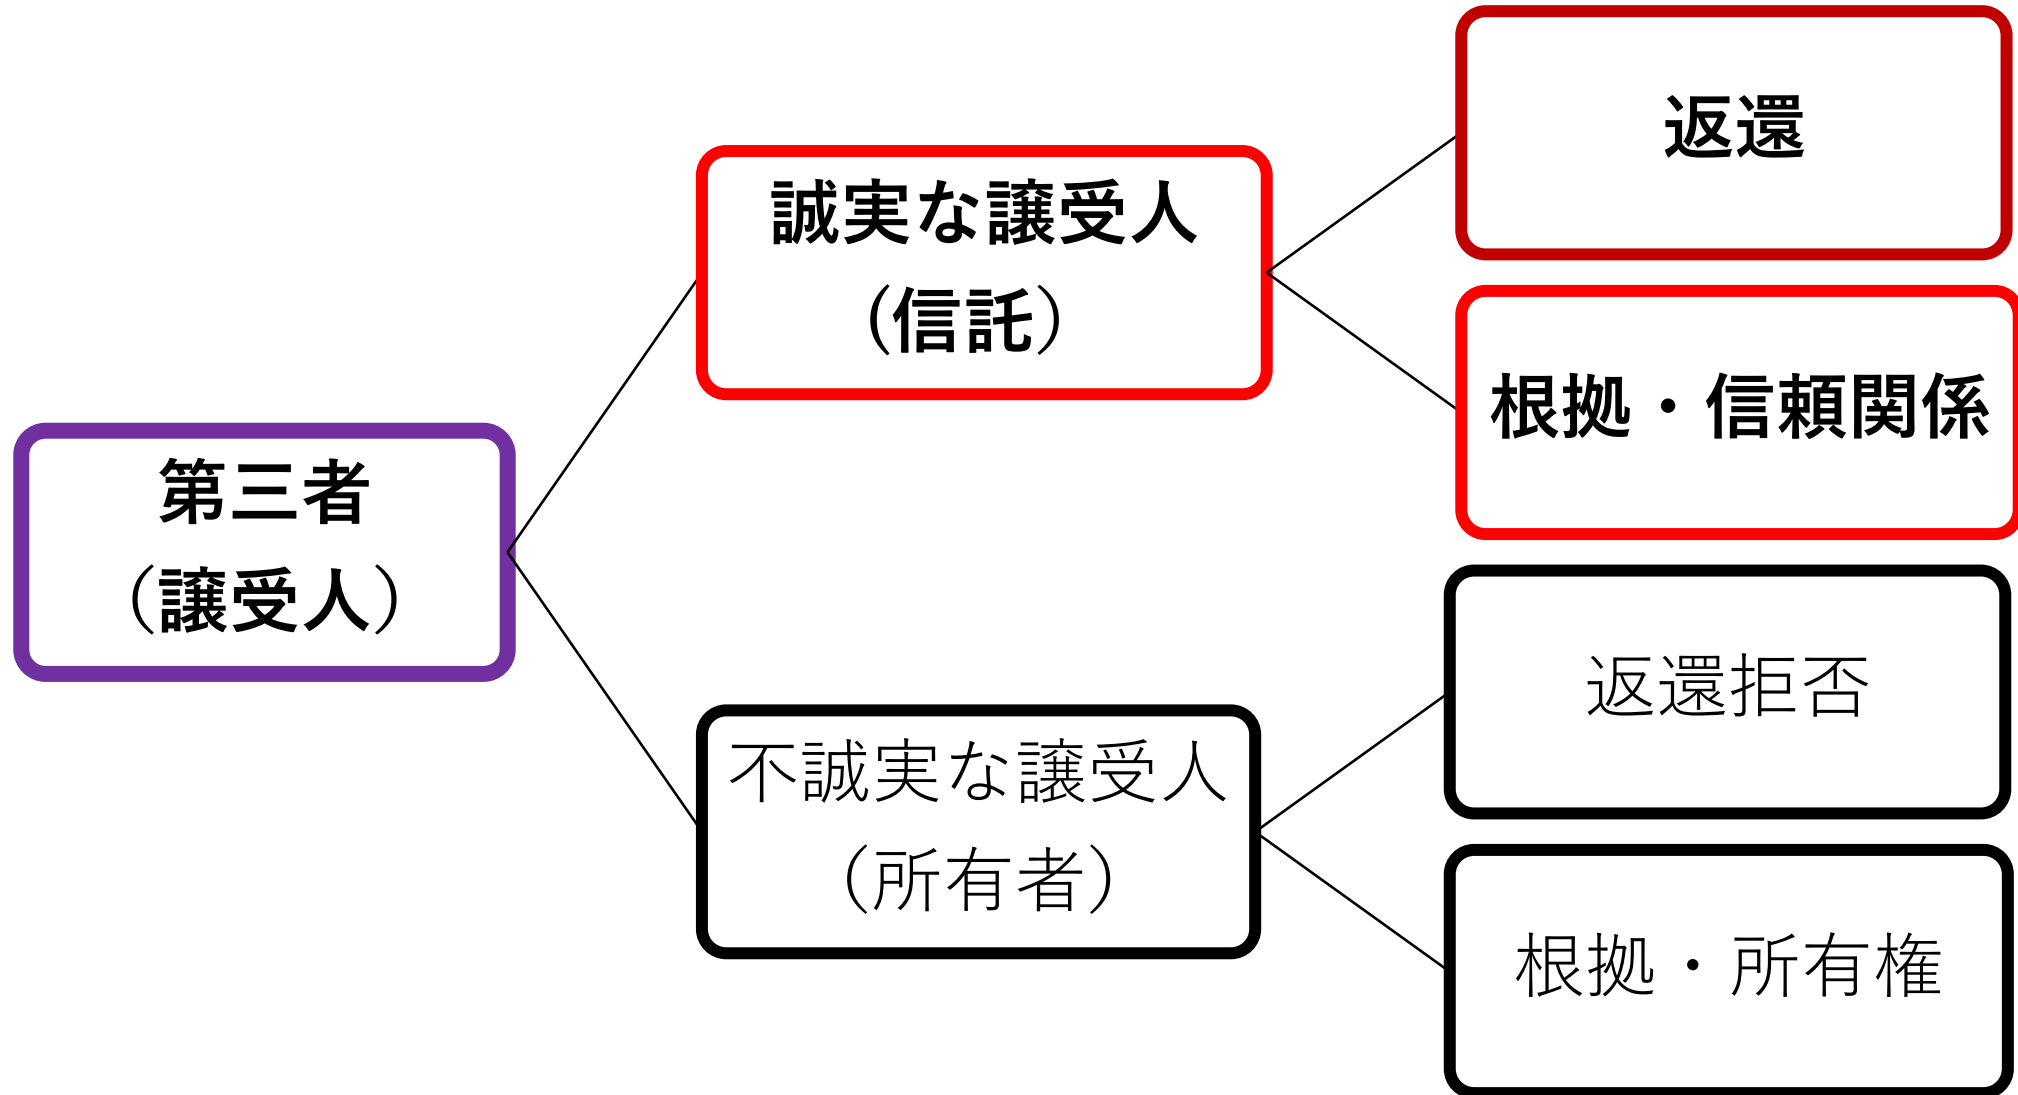 第三者
（譲受人）
誠実な譲受人
（信託）
返還
根拠・信頼関係
不誠実な譲受人
（所有者）
返還拒否
根拠・所有権